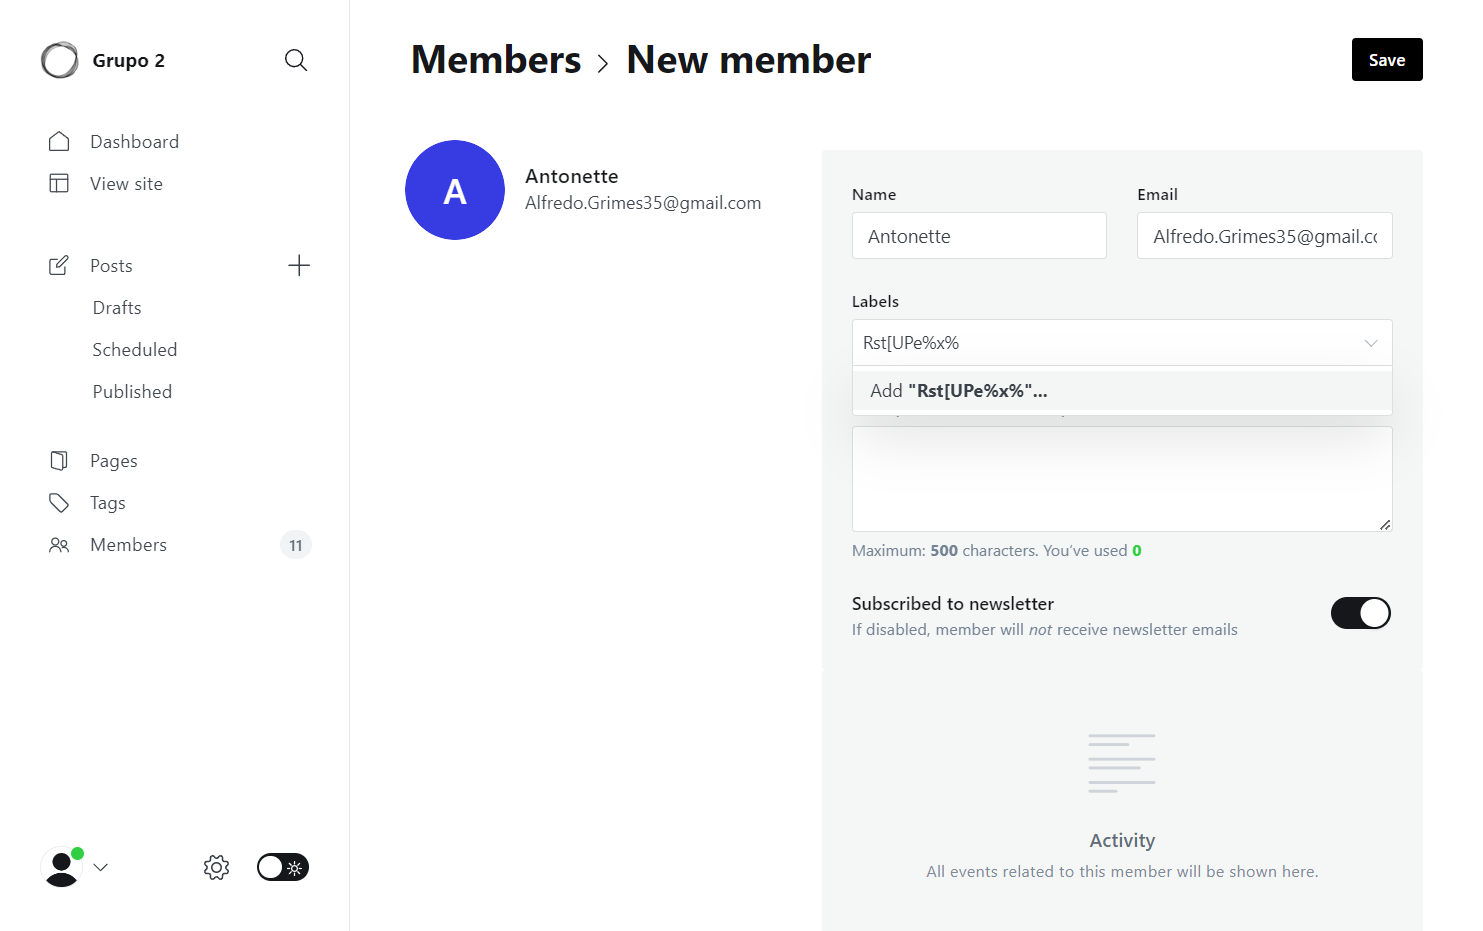 Grupo 2
Dashboard
View site
Posts
Drafts
Scheduled
Published
Pages
Tags
Members
11
Members
New member
Save
A
Antonette
Alfredo.Grimes35@gmail.com
Name
Email
Antonette
Alfredo.Grimes35@gmail.co
Labels
Rst[UPe%x%
Add "Rst[UPe%x%"...
Maximum: 500 characters. You’ve used 0
Subscribed to newsletter
If disabled, member will not receive newsletter emails
Activity
All events related to this member will be shown here.